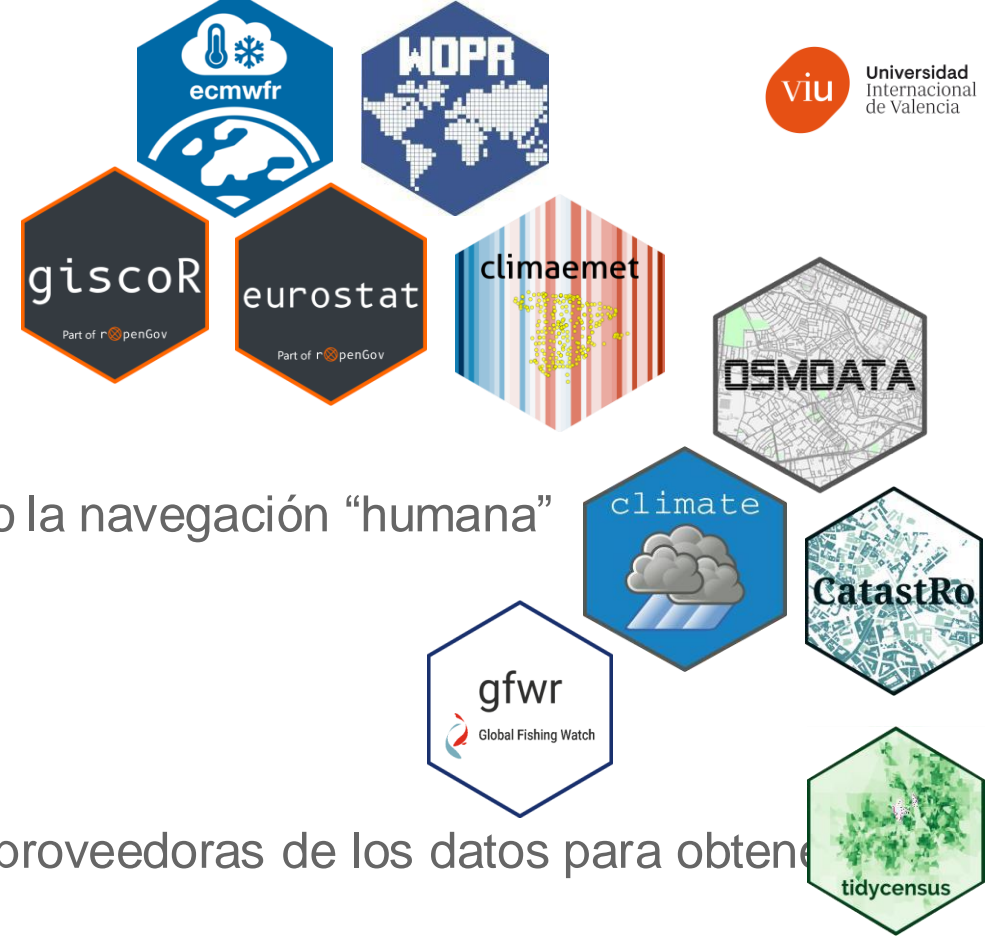 ecmwfr
WOPR
viu
Universidad
Internacional
de Valencia
giscoR
Part of rOpenGov
eurostat
Part of rOpenGov
climaemet
OSMDATA
la navegación “humana”
climate
CatastRo
gfwr
Global Fishing Watch
proveedoras de los datos para
tidycensus